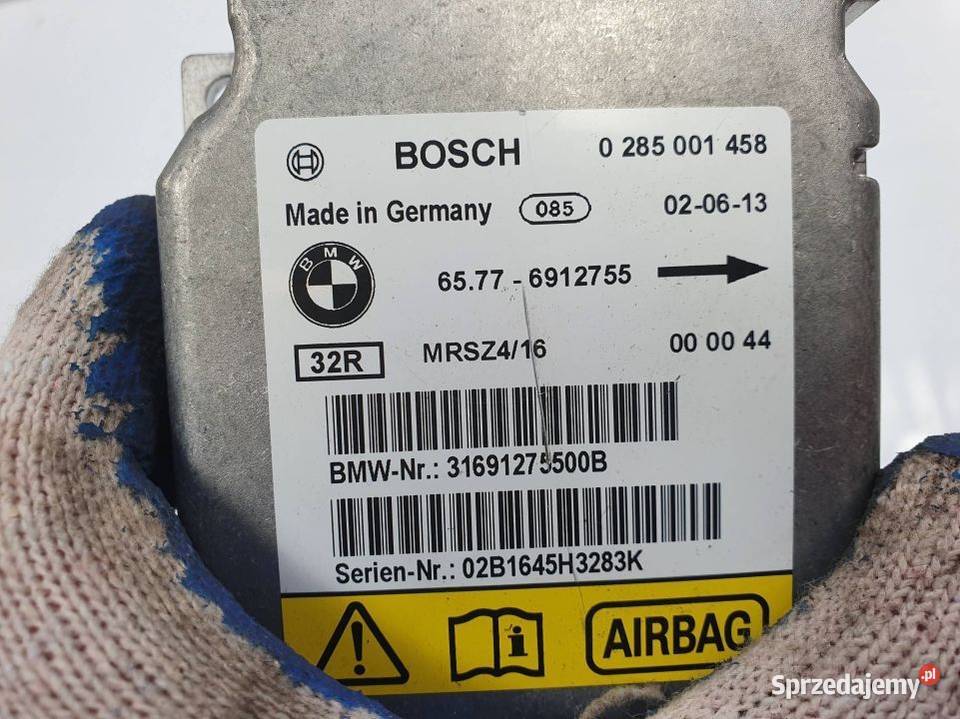 BOSCH 0 285 001 458
Made in Germany 085 02-06-13
BMW 65.77 - 6912755
32R MRSZ4/16 00 00 44
BMW-Nr.: 31691275500B
Serien-Nr.: 02B1645H3283K
AIRBAG
Sprzedajemy.pl